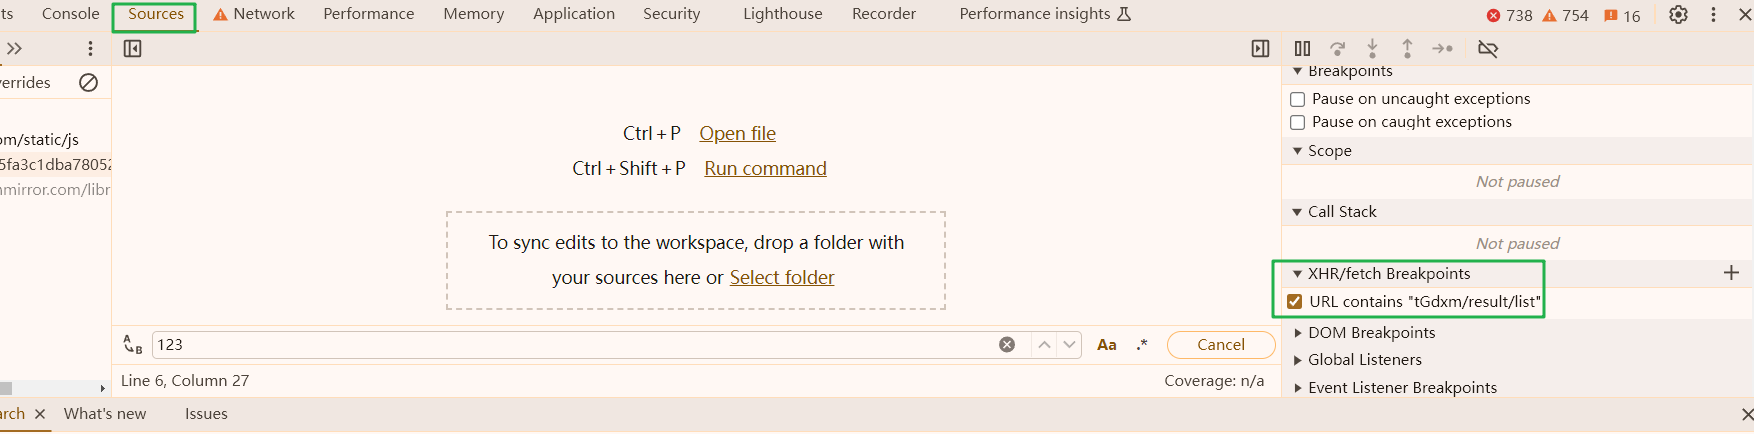 ts Console Sources Network Performance Memory Application Security Lighthouse Recorder Performance insights 738 754 16
verrides
om/static/js
5fa3c1dba78052
nmirror.com/libr
Ctrl + P Open file
Ctrl + Shift + P Run command
To sync edits to the workspace, drop a folder with
your sources here or Select folder
123 Aa .* Cancel
Line 6, Column 27 Coverage: n/a
Breakpoints
Pause on uncaught exceptions
Pause on caught exceptions
Scope
Not paused
Call Stack
Not paused
XHR/fetch Breakpoints
URL contains "tGdxm/result/list"
DOM Breakpoints
Global Listeners
Event Listener Breakpoints
arch What's new Issues